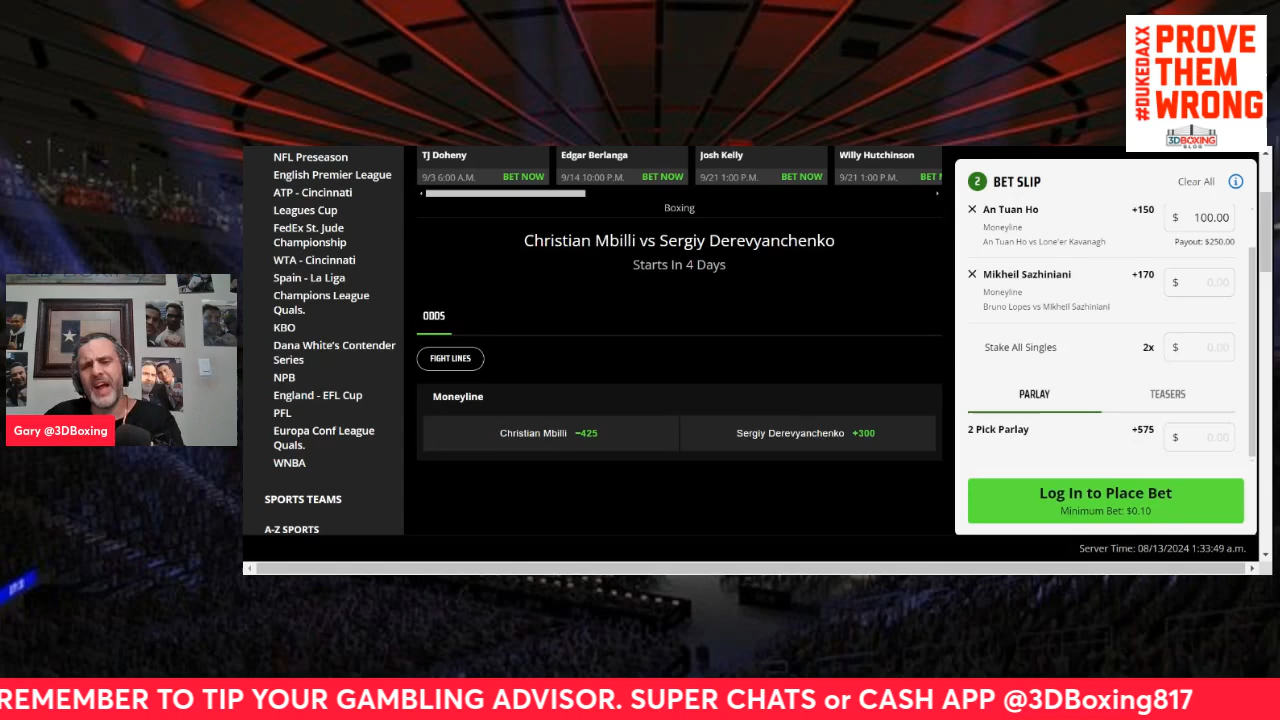 #DUKEDAXX
PROVE
THEM
WRONG
3DBOXING
BLOG
NFL Preseason
English Premier League
ATP - Cincinnati
Leagues Cup
FedEx St. Jude
Championship
WTA - Cincinnati
Spain - La Liga
Champions League
Quals.
KBO
Dana White's Contender
Series
NPB
England - EFL Cup
PFL
Europa Conf League
Quals.
WNBA
SPORTS TEAMS
A-Z SPORTS
TJ Doheny
9/3 6:00 A.M. BET NOW
Edgar Berlanga
9/14 10:00 P.M. BET NOW
Josh Kelly
9/21 1:00 P.M. BET NOW
Willy Hutchinson
9/21 1:00 P.M. BET
Boxing
Christian Mbilli vs Sergiy Derevyanchenko
Starts In 4 Days
ODDS
FIGHT LINES
Moneyline
Christian Mbilli −425
Sergiy Derevyanchenko +300
2 BET SLIP Clear All i
X An Tuan Ho +150 $ 100.00
Moneyline
An Tuan Ho vs Lone'er Kavanagh Payout: $250.00
X Mikheil Sazhiniani +170 $ 0.00
Moneyline
Bruno Lopes vs Mikheil Sazhiniani
Stake All Singles 2x $ 0.00
PARLAY TEASERS
2 Pick Parlay +575 $ 0.00
Log In to Place Bet
Minimum Bet: $0.10
Server Time: 08/13/2024 1:33:49 a.m.
Gary @3DBoxing
REMEMBER TO TIP YOUR GAMBLING ADVISOR. SUPER CHATS or CASH APP @3DBoxing817